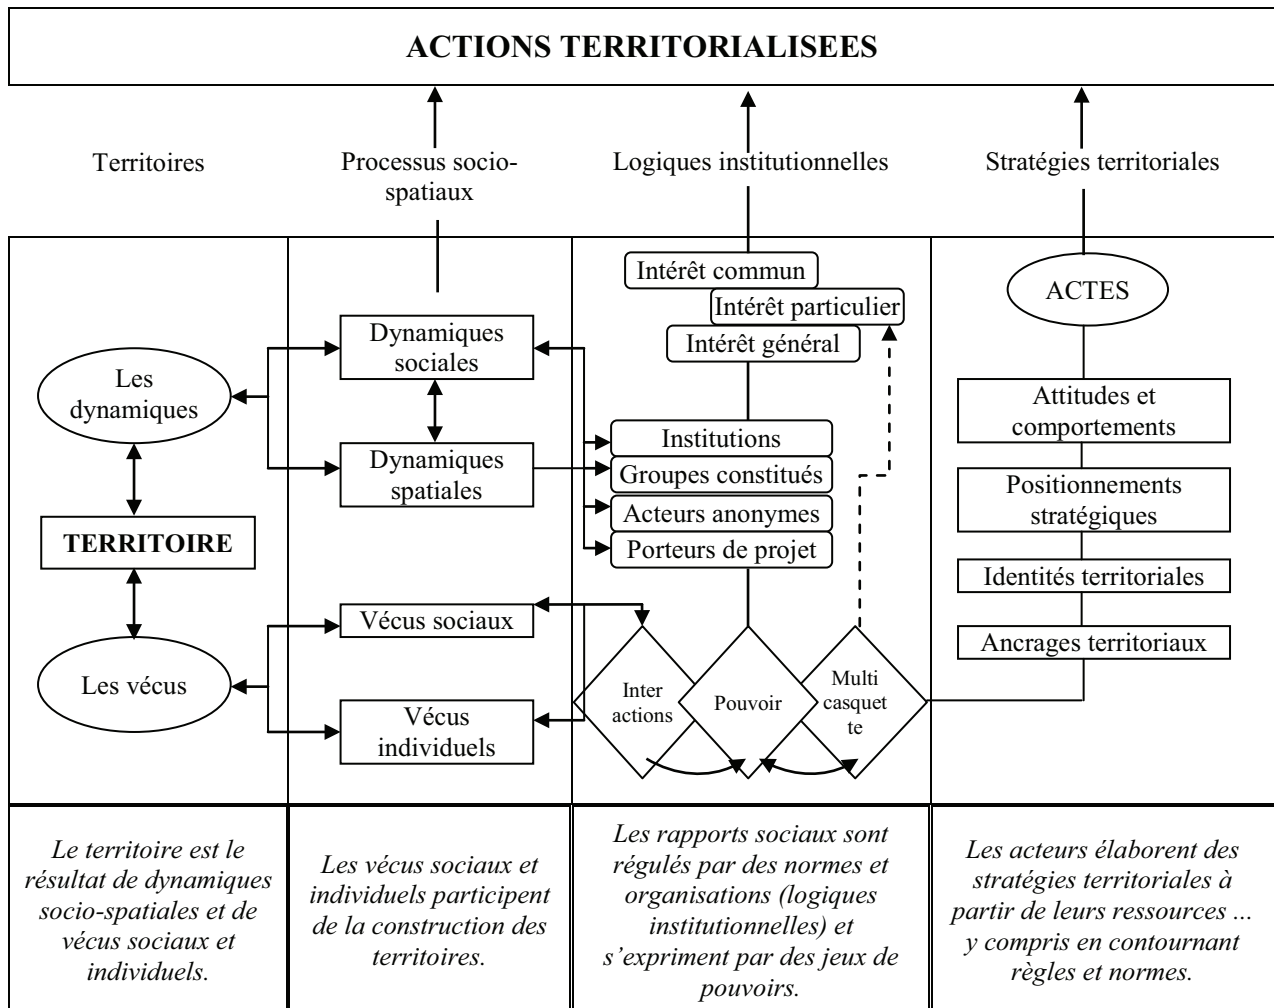 ACTIONS TERRITORIALISEES
Territoires
Processus socio-
spatiaux
Logiques institutionnelles
Stratégies territoriales
Les
dynamiques
TERRITOIRE
Les vécus
Dynamiques
sociales
Dynamiques
spatiales
Vécus sociaux
Vécus
individuels
Intérêt commun
Intérêt particulier
Intérêt général
Institutions
Groupes constitués
Acteurs anonymes
Porteurs de projet
Inter
actions
Pouvoir
Multi
casquet
te
ACTES
Attitudes et
comportements
Positionnements
stratégiques
Identités territoriales
Ancrages territoriaux
Le territoire est le
résultat de dynamiques
socio-spatiales et de
vécus sociaux et
individuels.
Les vécus sociaux et
individuels participent
de la construction des
territoires.
Les rapports sociaux sont
régulés par des normes et
organisations (logiques
institutionnelles) et
s’expriment par des jeux de
pouvoirs.
Les acteurs élaborent des
stratégies territoriales à
partir de leurs ressources ...
y compris en contournant
règles et normes.